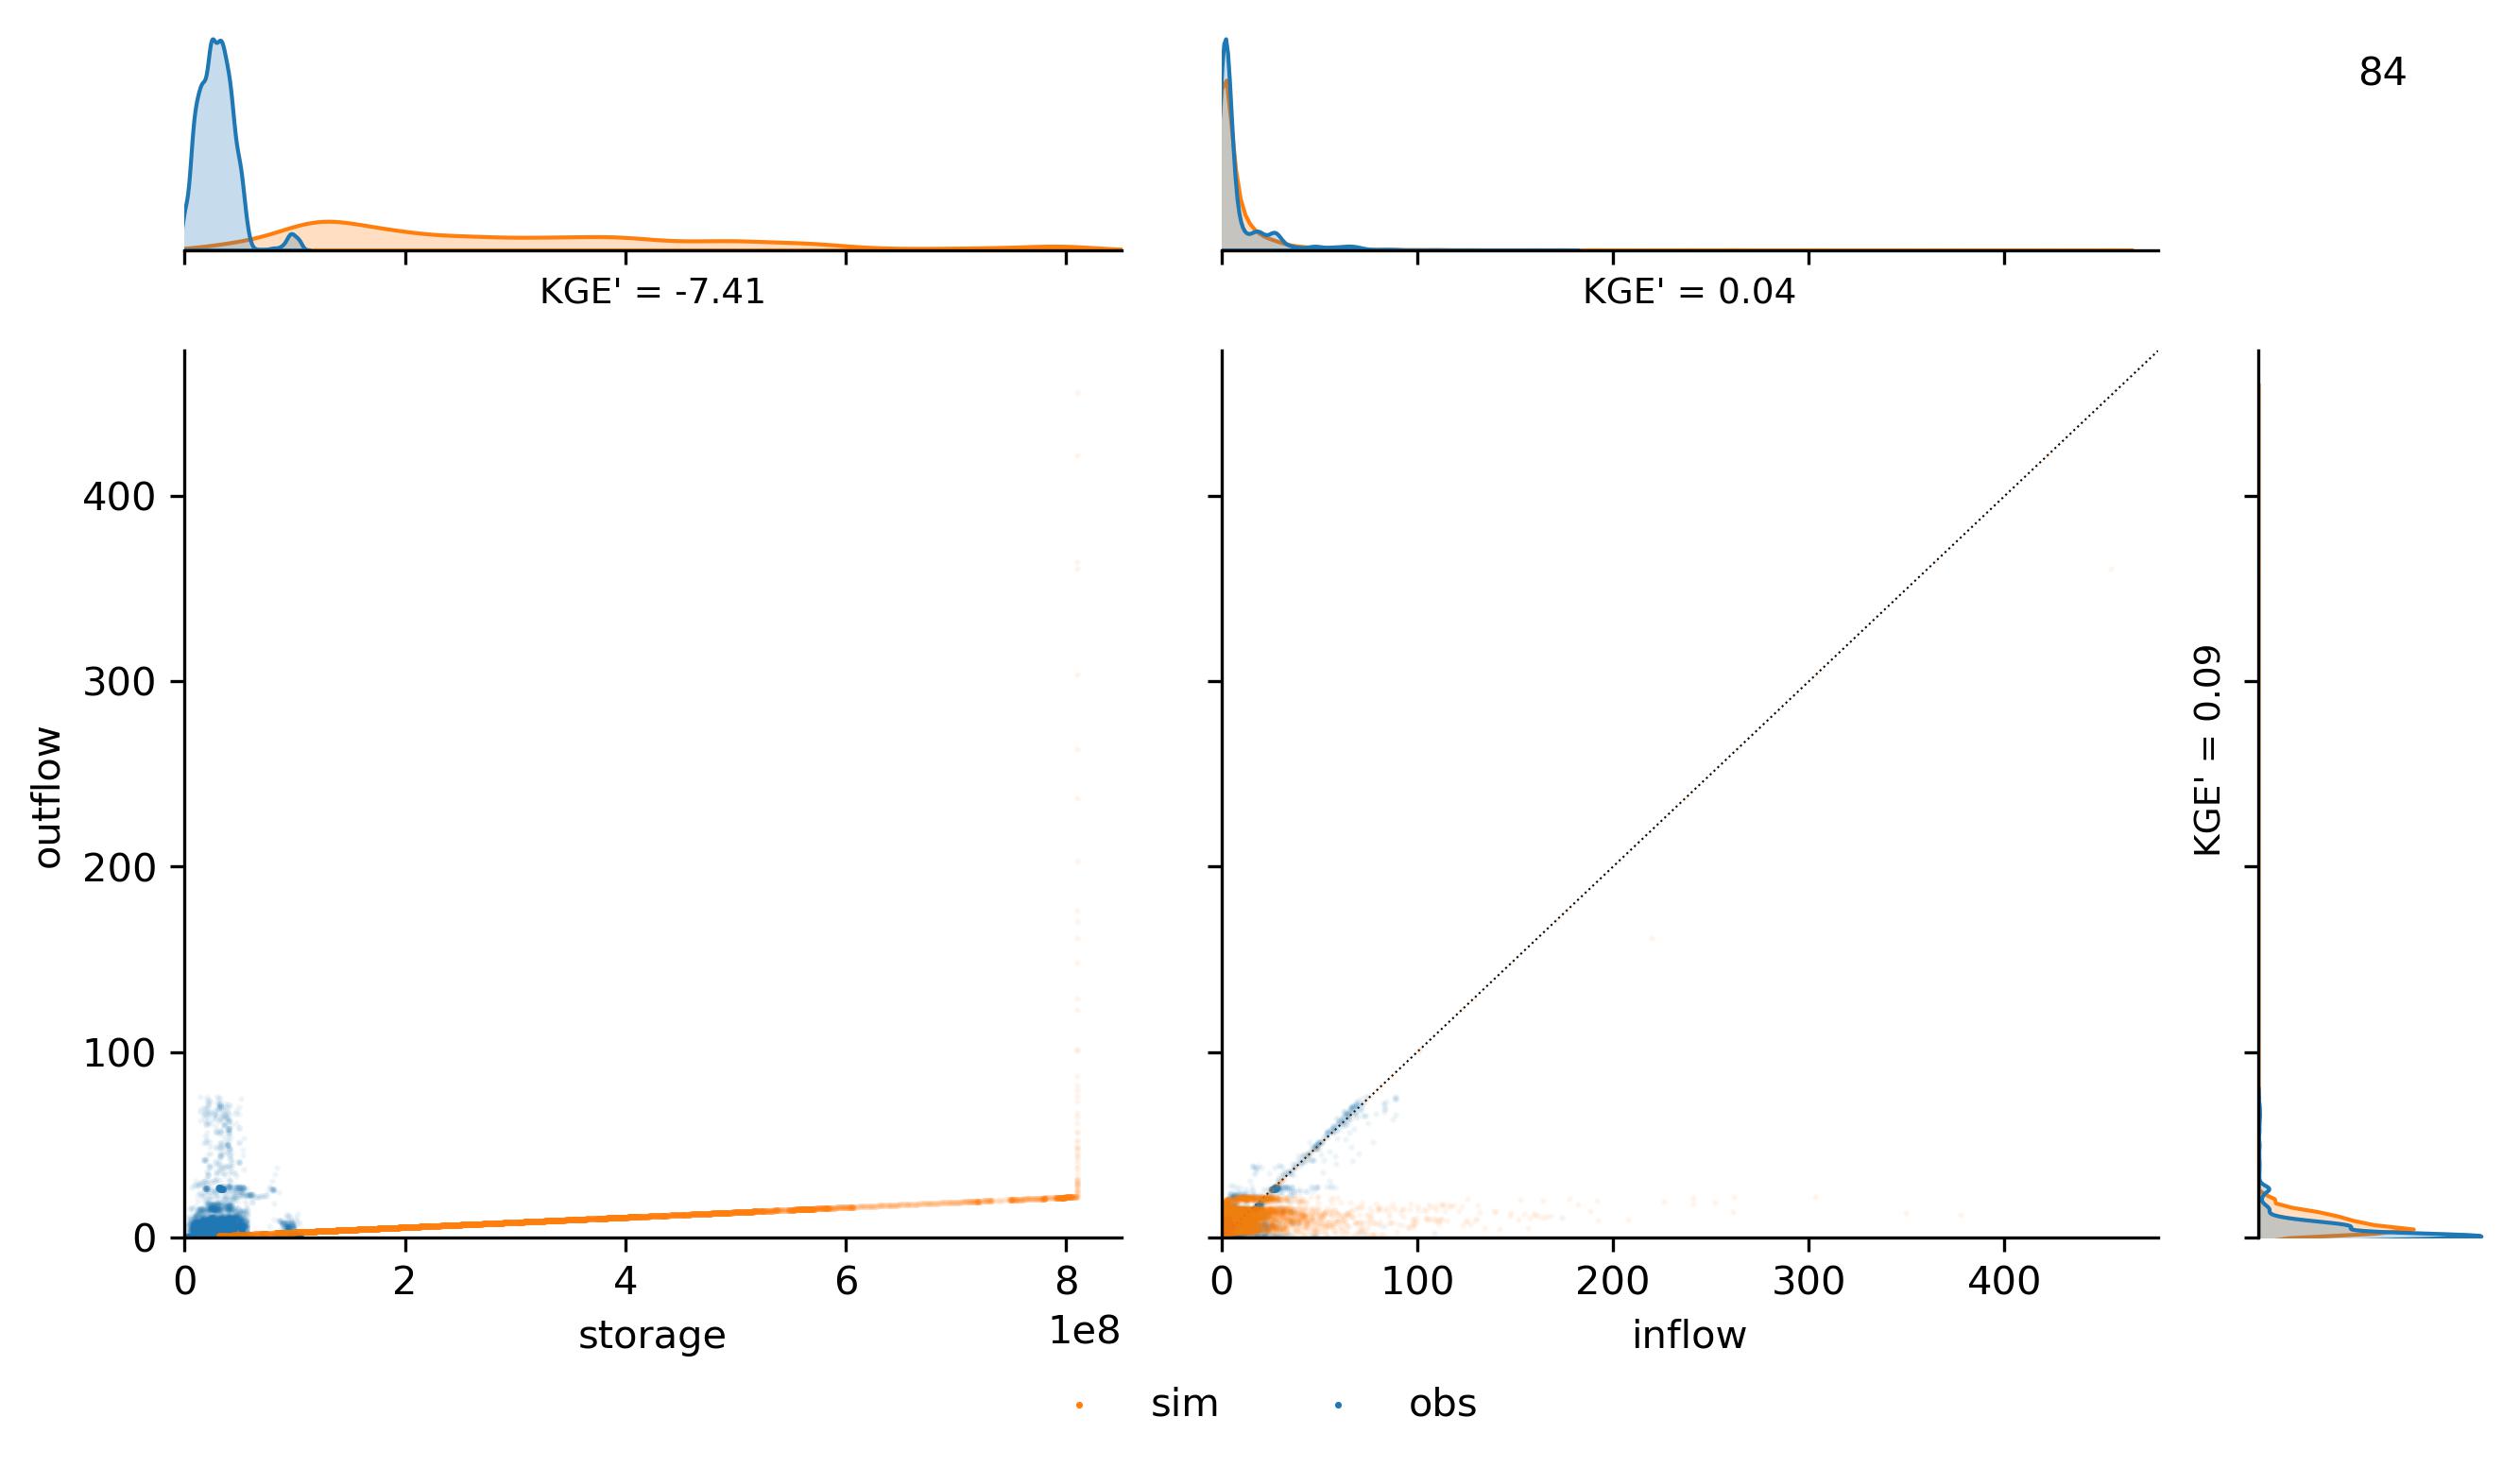 84
KGE' = -7.41
KGE' = 0.04
400
300
200
100
0
outflow
KGE' = 0.09
0 2 4 6 8
1e8
storage
0 100 200 300 400
inflow
sim obs